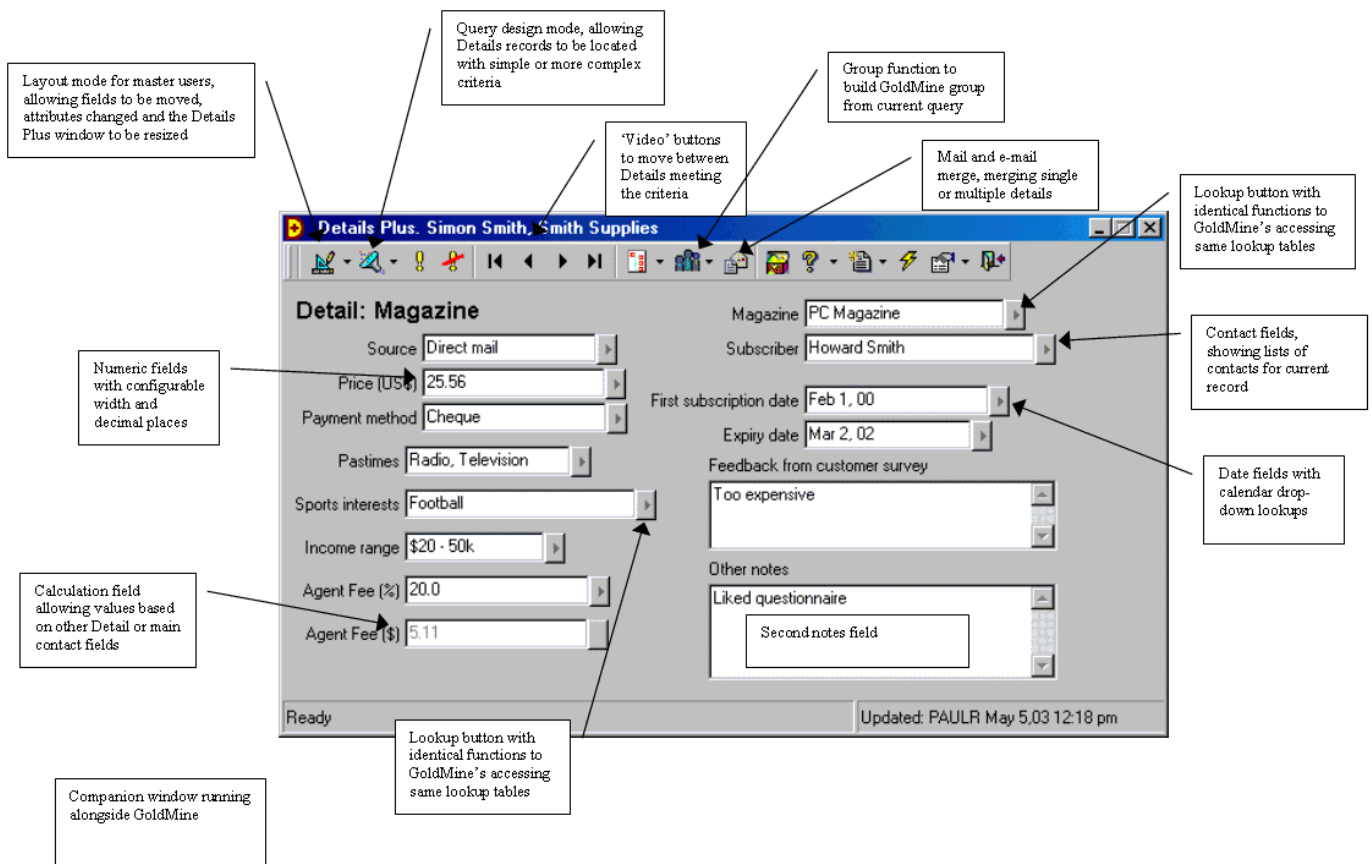 Query design mode, allowing
Details records to be located
with simple or more complex
criteria
Layout mode for master users,
allowing fields to be moved,
attributes changed and the Details
Plus window to be resized
Group function to
build GoldMine group
from current query
‘Video’ buttons
to move between
Details meeting
the criteria
Mail and e-mail
merge, merging single
or multiple details
Lookup button with
identical functions to
GoldMine’s accessing
same lookup tables
Details Plus. Simon Smith, Smith Supplies
Detail: Magazine
Magazine PC Magazine
Source Direct mail
Subscriber Howard Smith
Contact fields,
showing lists of
contacts for current
record
Numeric fields
with configurable
width and
decimal places
Price (US$) 25.56
First subscription date Feb 1, 00
Payment method Cheque
Expiry date Mar 2, 02
Pastimes Radio, Television
Feedback from customer survey
Too expensive
Date fields with
calendar drop-
down lookups
Sports interests Football
Income range $20 - 50k
Other notes
Liked questionnaire
Second notes field
Calculation field
allowing values based
on other Detail or main
contact fields
Agent Fee (%) 20.0
Agent Fee ($) 5.11
Ready
Updated: PAULR May 5,03 12:18 pm
Lookup button with
identical functions to
GoldMine’s accessing
same lookup tables
Companion window running
alongside GoldMine